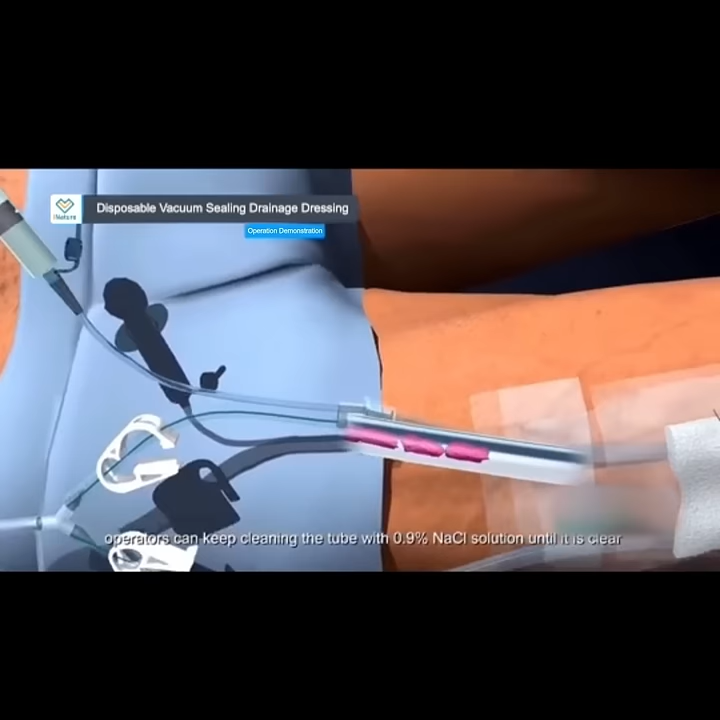 iNature
Disposable Vacuum Sealing Drainage Dressing
Operation Demonstration
operators can keep cleaning the tube with 0.9% NaCl solution until it is clear